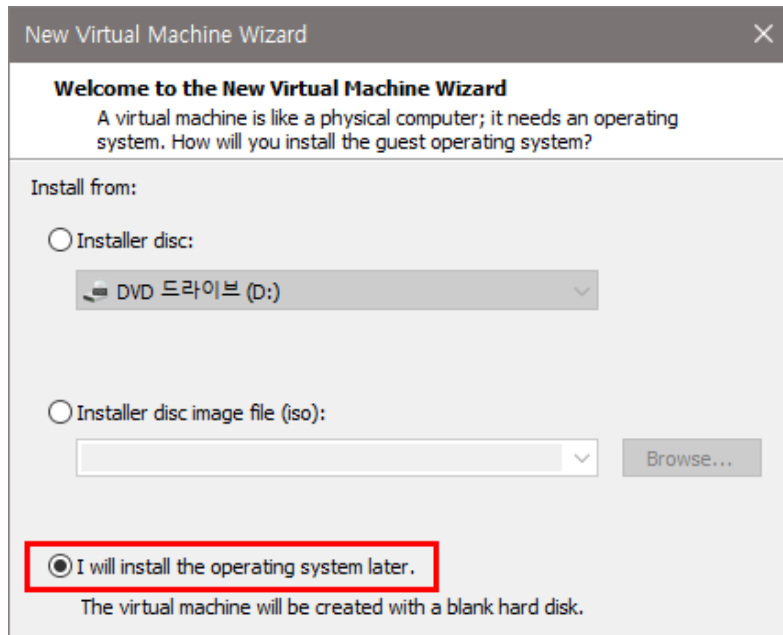 New Virtual Machine Wizard
Welcome to the New Virtual Machine Wizard
A virtual machine is like a physical computer; it needs an operating
system. How will you install the guest operating system?
Install from:
Installer disc:
DVD 드라이브 (D:)
Installer disc image file (iso):
Browse...
I will install the operating system later.
The virtual machine will be created with a blank hard disk.